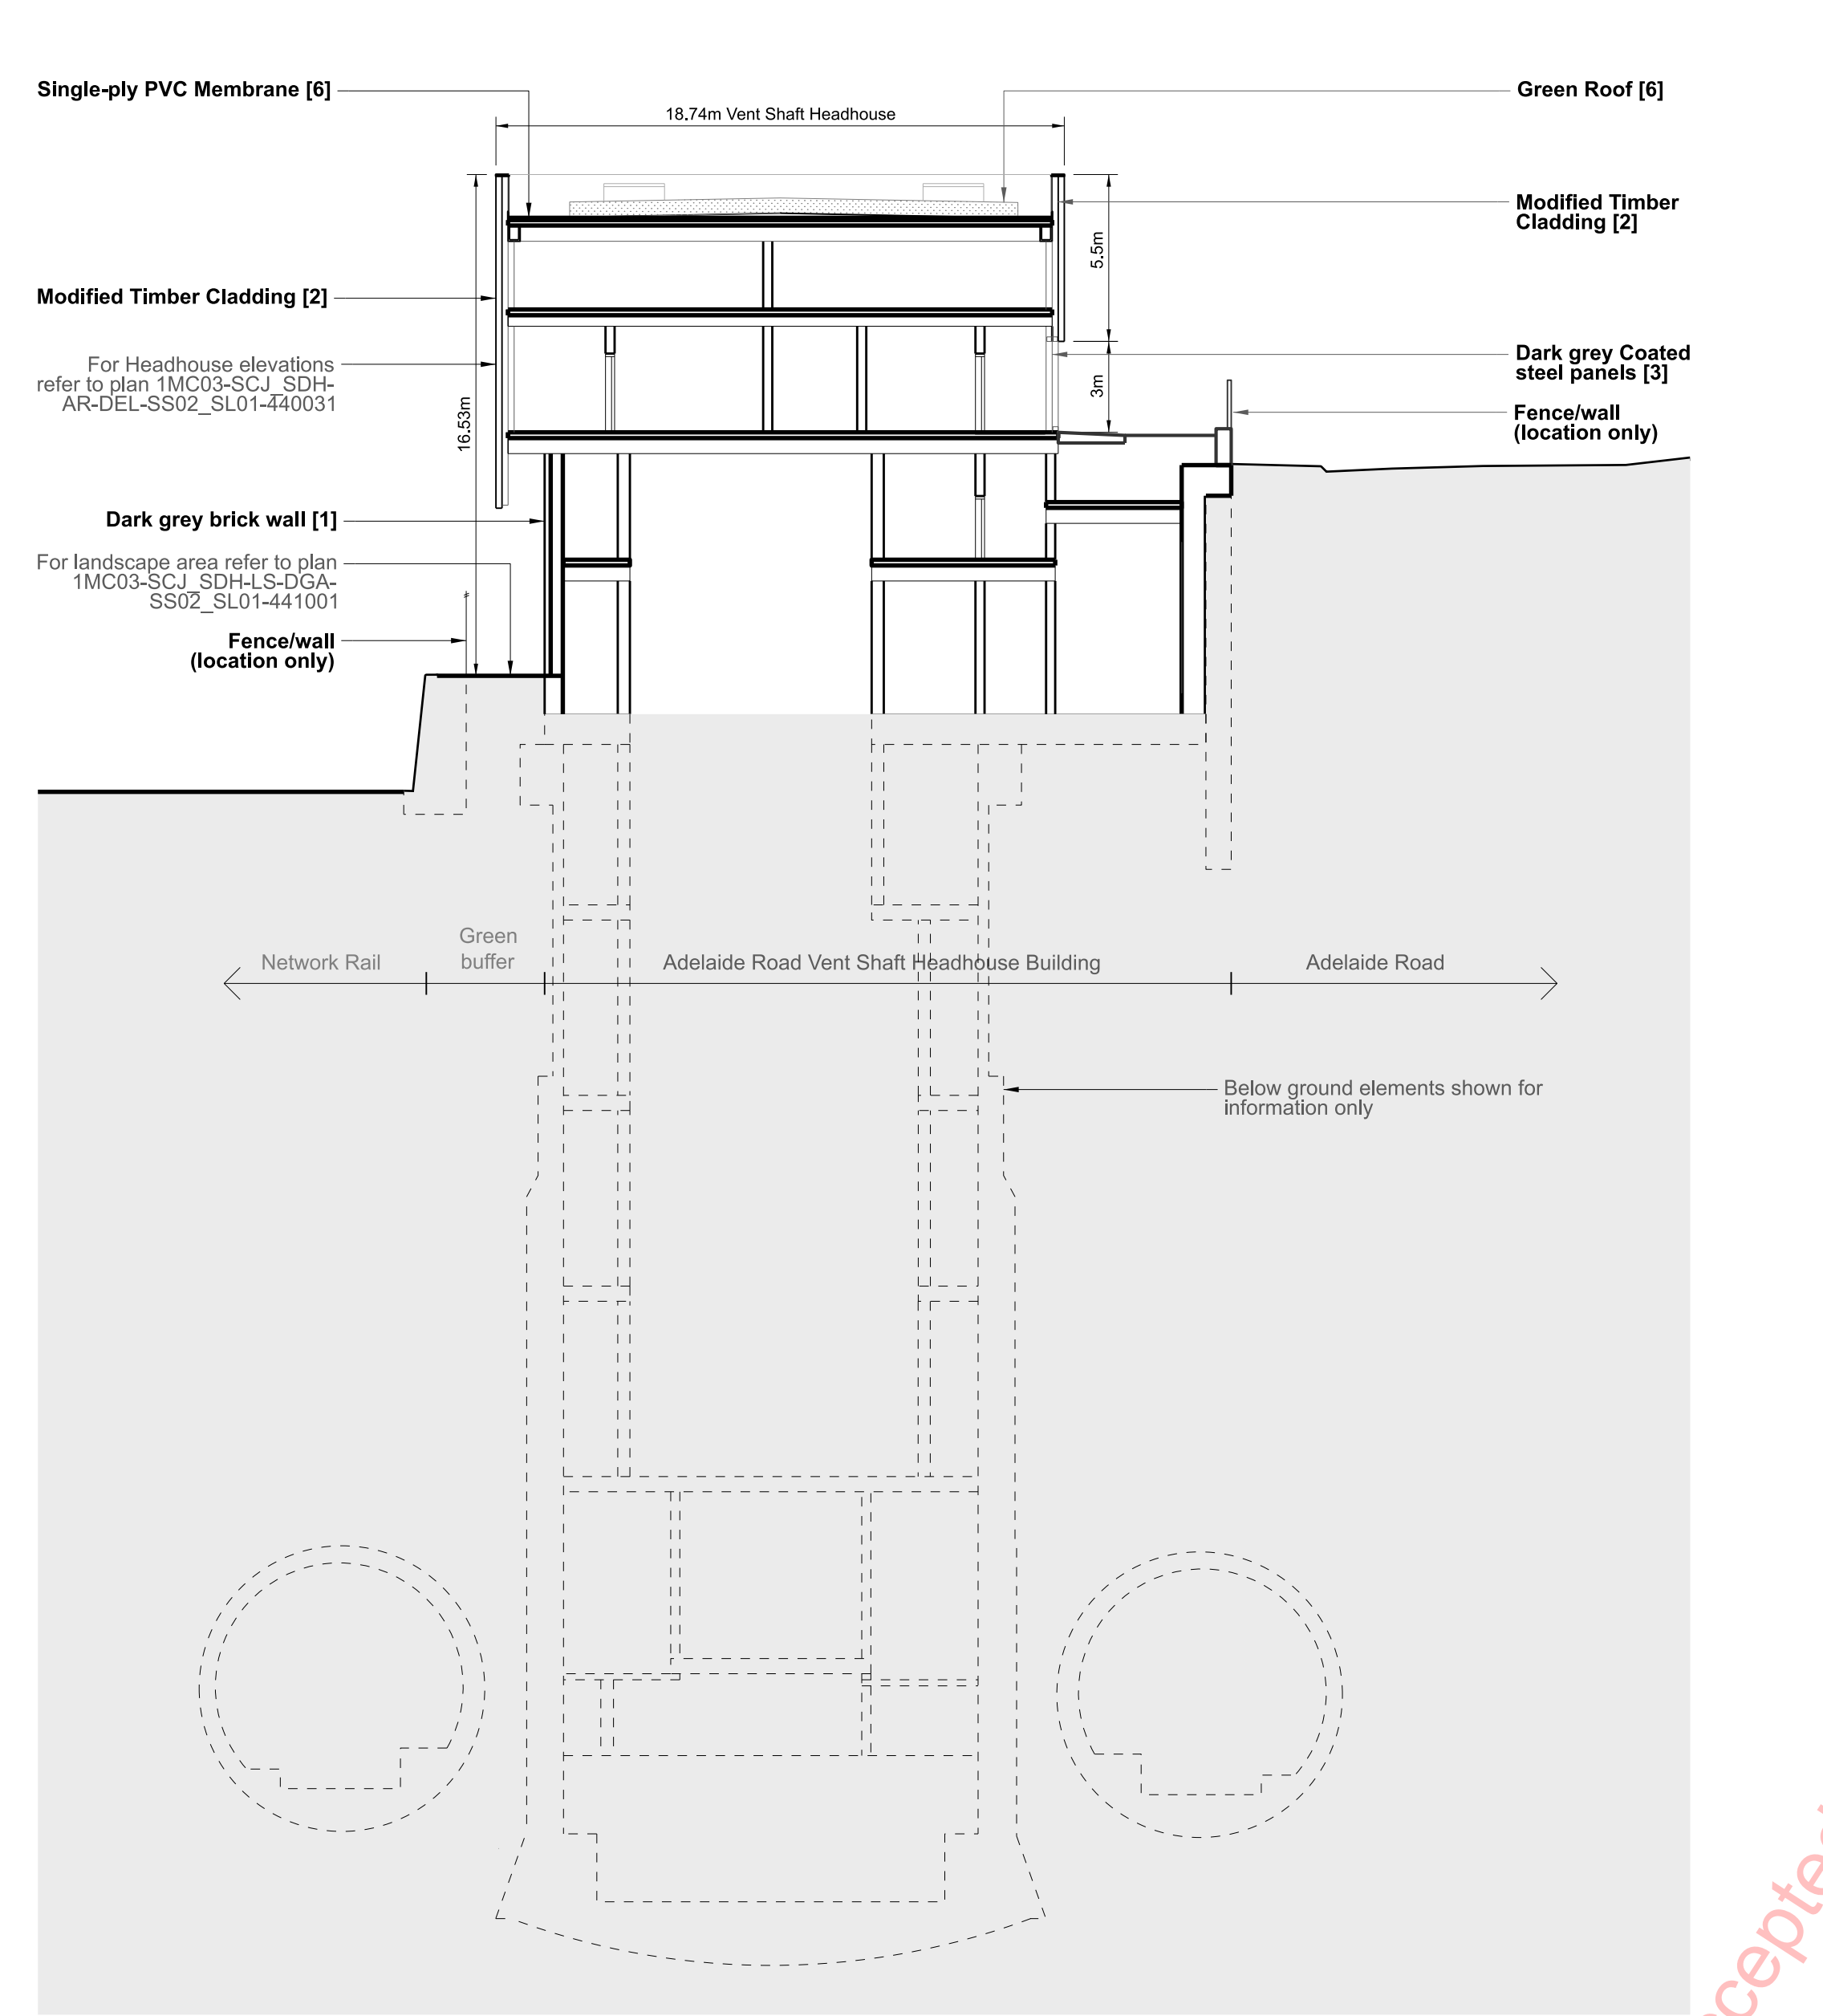 Single-ply PVC Membrane [6]
Green Roof [6]
18.74m Vent Shaft Headhouse
Modified Timber
Cladding [2]
5.5m
Modified Timber Cladding [2]
For Headhouse elevations
refer to plan 1MC03-SCJ_SDH-
AR-DEL-SS02_SL01-440031
Dark grey Coated
steel panels [3]
3m
16.53m
Fence/wall
(location only)
Dark grey brick wall [1]
For landscape area refer to plan
1MC03-SCJ_SDH-LS-DGA-
SS02_SL01-441001
Fence/wall
(location only)
Network Rail
Green
buffer
Adelaide Road Vent Shaft Headhouse Building
Adelaide Road
Below ground elements shown for
information only